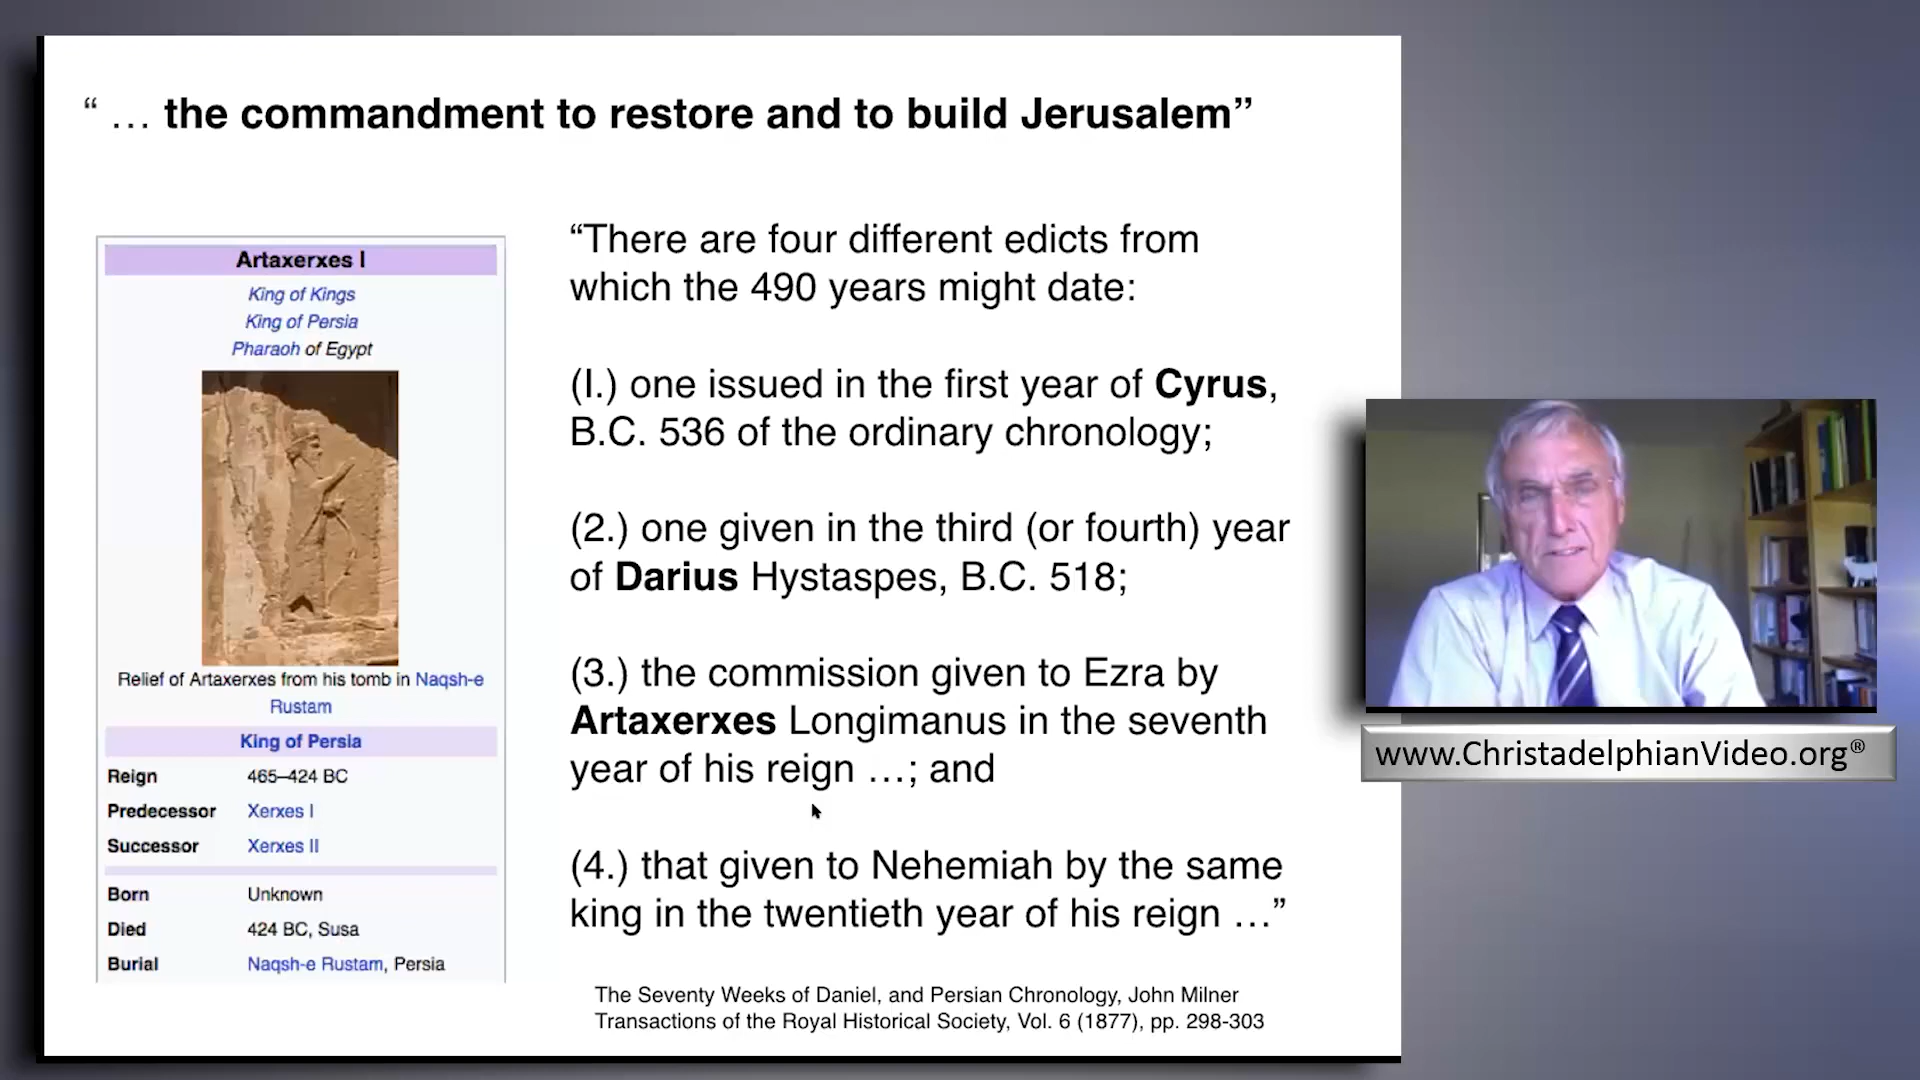 “ … the commandment to restore and to build Jerusalem”
Artaxerxes I
King of Kings
King of Persia
Pharaoh of Egypt
Relief of Artaxerxes from his tomb in Naqsh-e
Rustam
King of Persia
Reign 465–424 BC
Predecessor Xerxes I
Successor Xerxes II
Born Unknown
Died 424 BC, Susa
Burial Naqsh-e Rustam, Persia
“There are four different edicts from
which the 490 years might date:
(I.) one issued in the first year of Cyrus,
B.C. 536 of the ordinary chronology;
(2.) one given in the third (or fourth) year
of Darius Hystaspes, B.C. 518;
(3.) the commission given to Ezra by
Artaxerxes Longimanus in the seventh
year of his reign …; and
(4.) that given to Nehemiah by the same
king in the twentieth year of his reign …”
The Seventy Weeks of Daniel, and Persian Chronology, John Milner
Transactions of the Royal Historical Society, Vol. 6 (1877), pp. 298-303
www.ChristadelphianVideo.org®